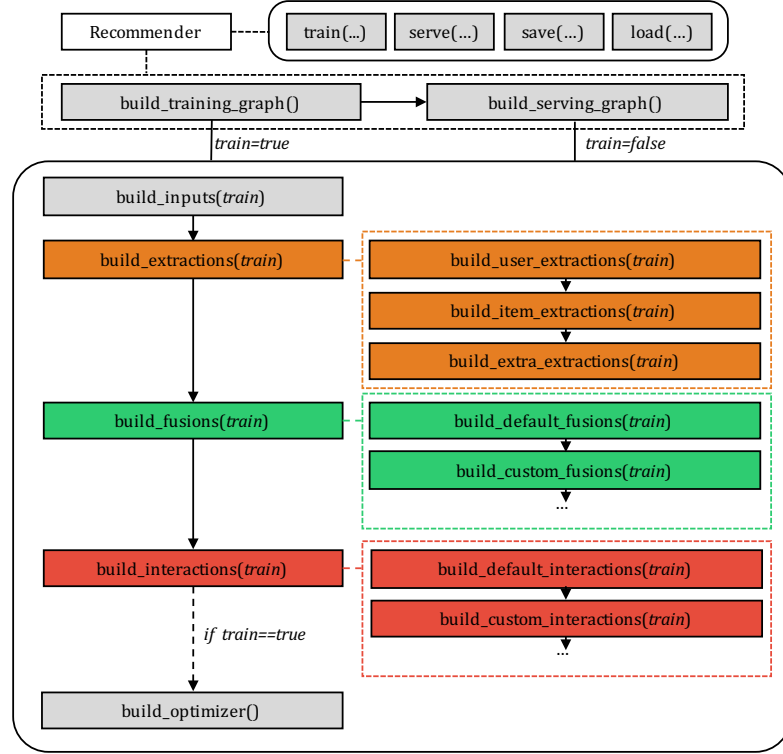 Recommender
train(...)
serve(...)
save(...)
load(...)
build_training_graph()
build_serving_graph()
train=true
train=false
build_inputs(train)
build_extractions(train)
build_user_extractions(train)
build_item_extractions(train)
build_extra_extractions(train)
build_fusions(train)
build_default_fusions(train)
build_custom_fusions(train)
...
build_interactions(train)
build_default_interactions(train)
build_custom_interactions(train)
...
if train==true
build_optimizer()